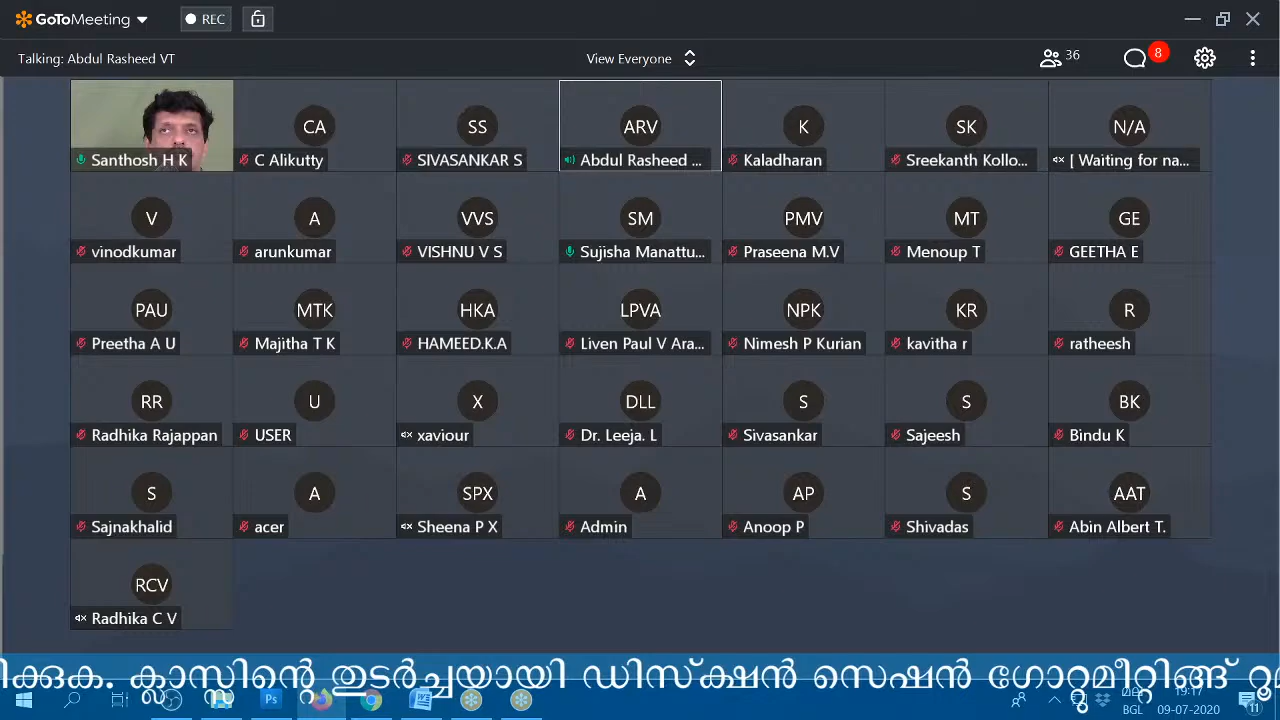 GoToMeeting
REC
Talking: Abdul Rasheed VT
View Everyone
36
8
Santhosh H K
CA
C Alikutty
SS
SIVASANKAR S
ARV
Abdul Rasheed ...
K
Kaladharan
SK
Sreekanth Kollo...
N/A
[ Waiting for na...
V
vinodkumar
A
arunkumar
VVS
VISHNU V S
SM
Sujisha Manattu...
PMV
Praseena M.V
MT
Menoup T
GE
GEETHA E
PAU
Preetha A U
MTK
Majitha T K
HKA
HAMEED.K.A
LPVA
Liven Paul V Ara...
NPK
Nimesh P Kurian
KR
kavitha r
R
ratheesh
RR
Radhika Rajappan
U
USER
X
xaviour
DLL
Dr. Leeja. L
S
Sivasankar
S
Sajeesh
BK
Bindu K
S
Sajnakhalid
A
acer
SPX
Sheena P X
A
Admin
AP
Anoop P
S
Shivadas
AAT
Abin Albert T.
RCV
Radhika C V
ിക്കുക. കാസിന്റെ തുടർച്ചയായി ഡിസ്ക്ഷൻ സെഷൻ ഗോറ്റുമീറ്റിങ്ങ്
Ps
19:17
BGL
09-07-2020
11